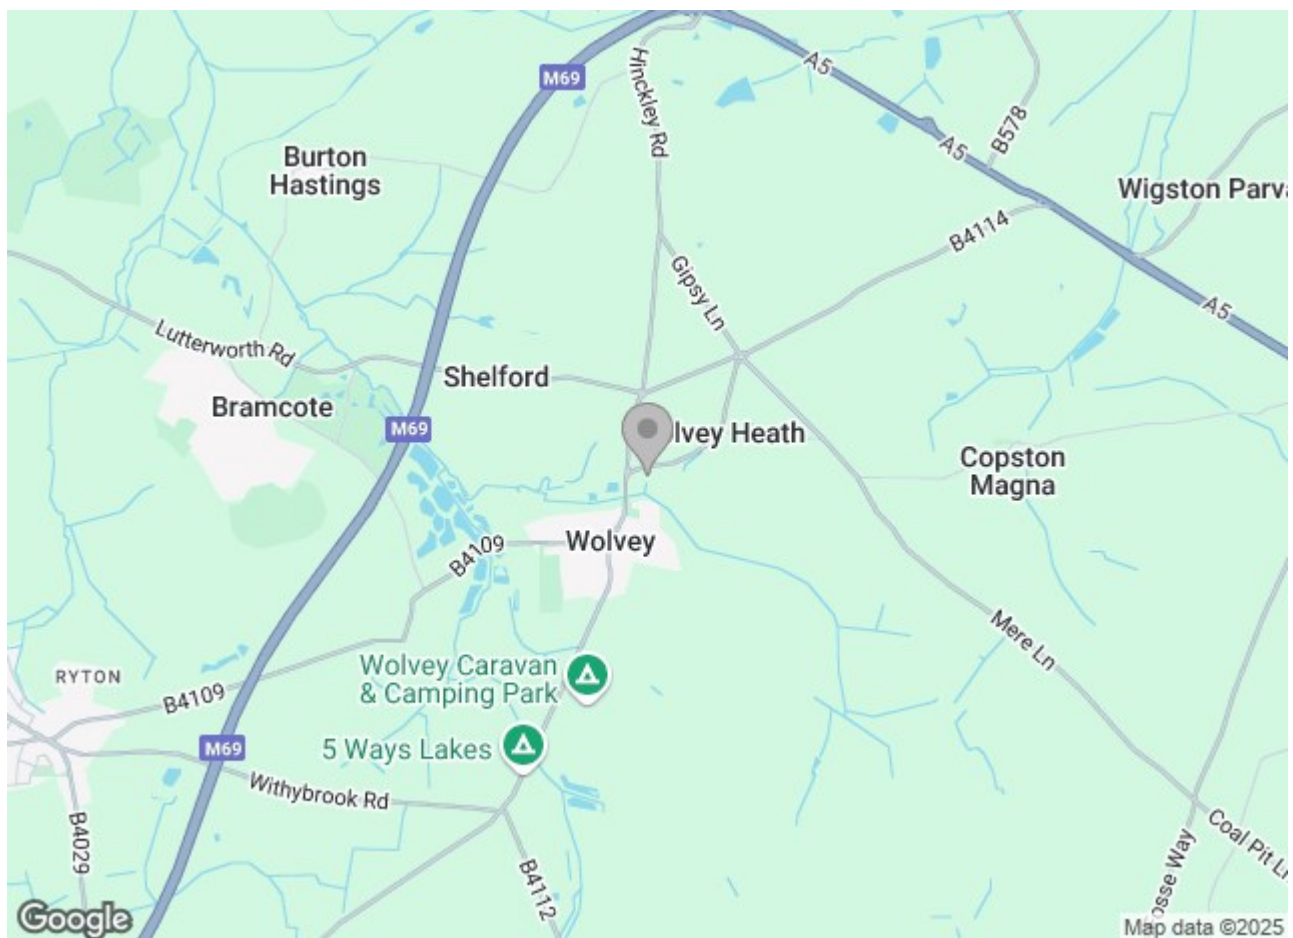 M69
Hinckley Rd
A5
B578
Burton
Hastings
A5
Wigston Parv
B4114
Gipsy Ln
A5
Lutterworth Rd
Shelford
Bramcote
M69
lvey Heath
Copston
Magna
Wolvey
B4109
Mere Ln
RYTON
Wolvey Caravan
& Camping Park
B4109
5 Ways Lakes
M69
Withybrook Rd
B4029
Coal Pit L
osse Way
B4112
Google
Map data ©2025